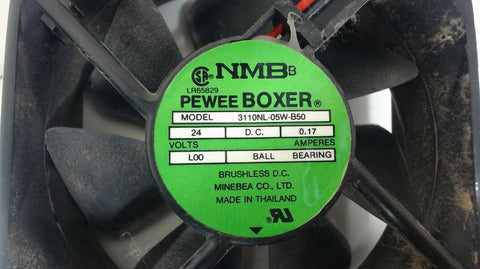 NMB B
LR65829
PEWEE BOXER®
MODEL 3110NL-05W-B50
24 D.C. 0.17
VOLTS AMPERES
L00 BALL BEARING
BRUSHLESS D.C.
MINEBEA CO., LTD.
MADE IN THAILAND